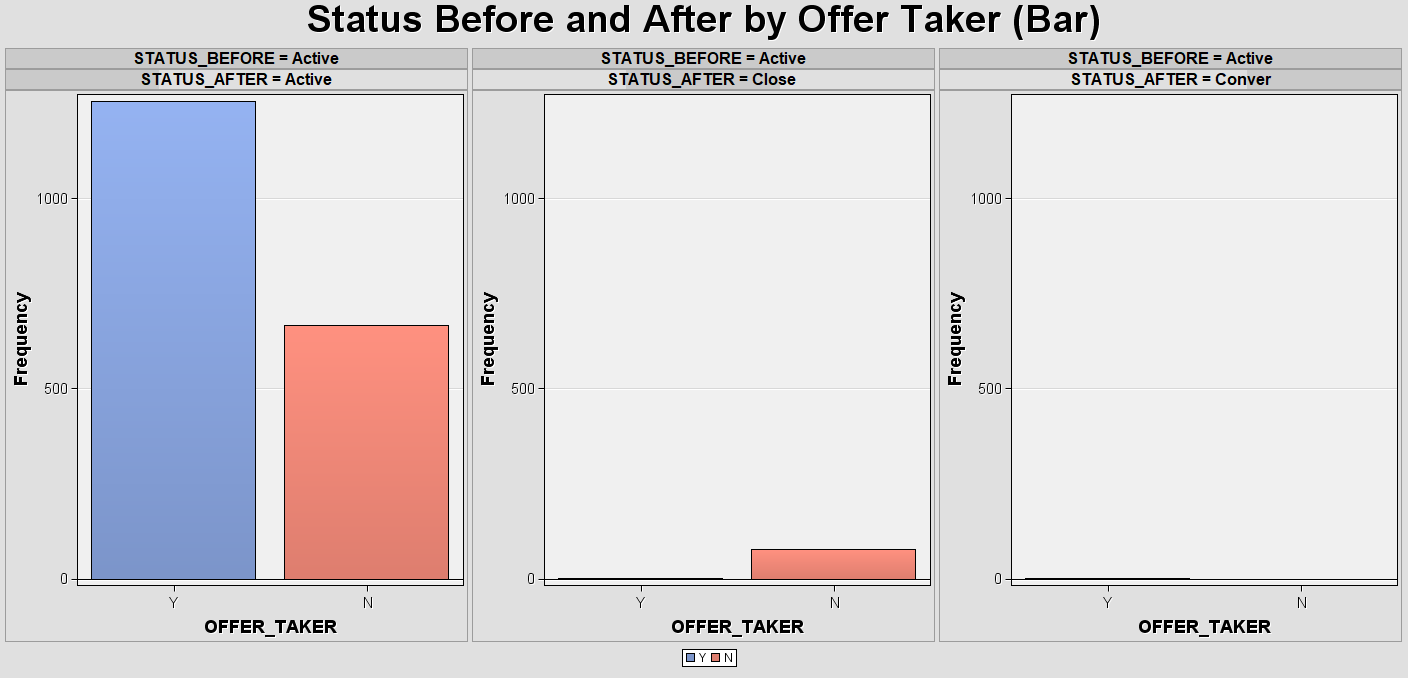 Status Before and After by Offer Taker (Bar)
STATUS_BEFORE = Active
STATUS_AFTER = Active
Frequency
1000
500
0
Y N
OFFER_TAKER
STATUS_BEFORE = Active
STATUS_AFTER = Close
Frequency
1000
500
0
Y N
OFFER_TAKER
STATUS_BEFORE = Active
STATUS_AFTER = Conver
Frequency
1000
500
0
Y N
OFFER_TAKER
Y N